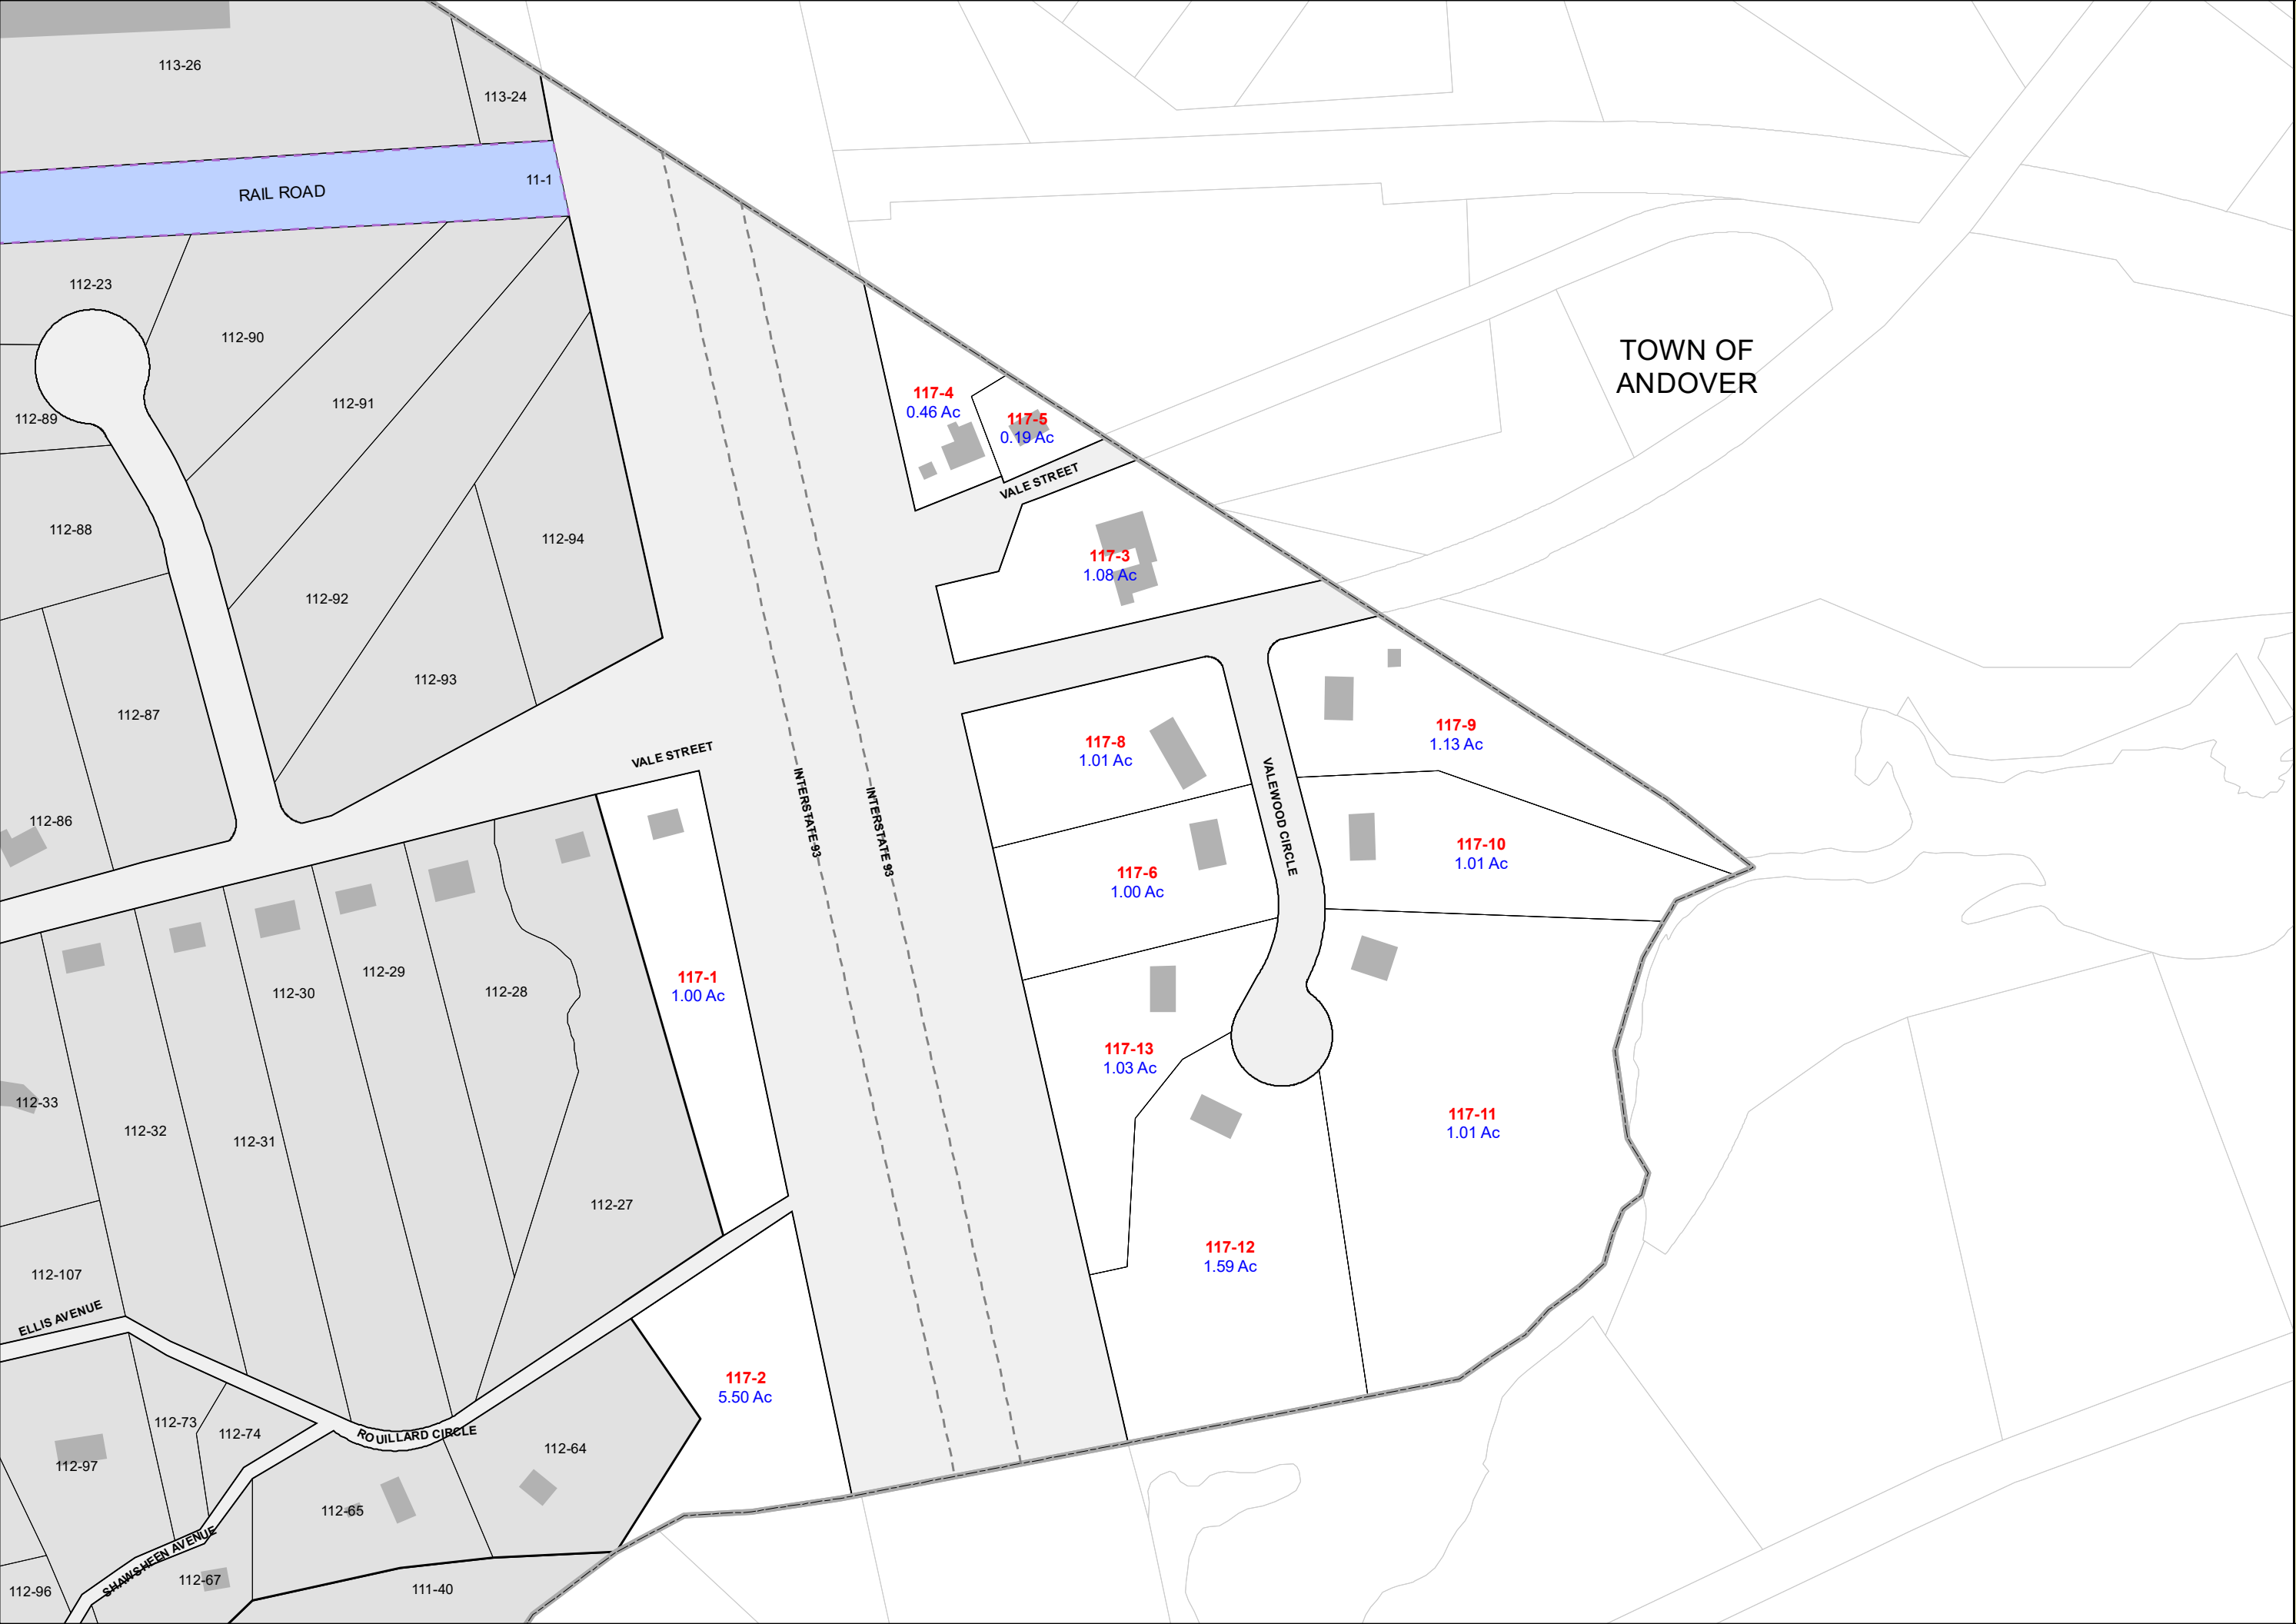 113-26
113-24
11-1
RAIL ROAD
112-23
112-90
112-91
112-89
112-88
112-94
112-92
112-93
112-87
112-86
TOWN OF
ANDOVER
117-4
0.46 Ac
117-5
0.19 Ac
VALE STREET
117-3
1.08 Ac
117-8
1.01 Ac
117-9
1.13 Ac
VALE STREET
INTERSTATE 93
INTERSTATE 93
VALEWOOD CIRCLE
117-6
1.00 Ac
117-10
1.01 Ac
117-1
1.00 Ac
112-28
112-29
112-30
112-33
112-32
112-31
117-13
1.03 Ac
117-11
1.01 Ac
112-27
117-12
1.59 Ac
112-107
ELLIS AVENUE
117-2
5.50 Ac
112-73
112-74
ROUILLARD CIRCLE
112-64
112-97
112-65
SHAWSHEEN AVENUE
112-67
112-96
111-40